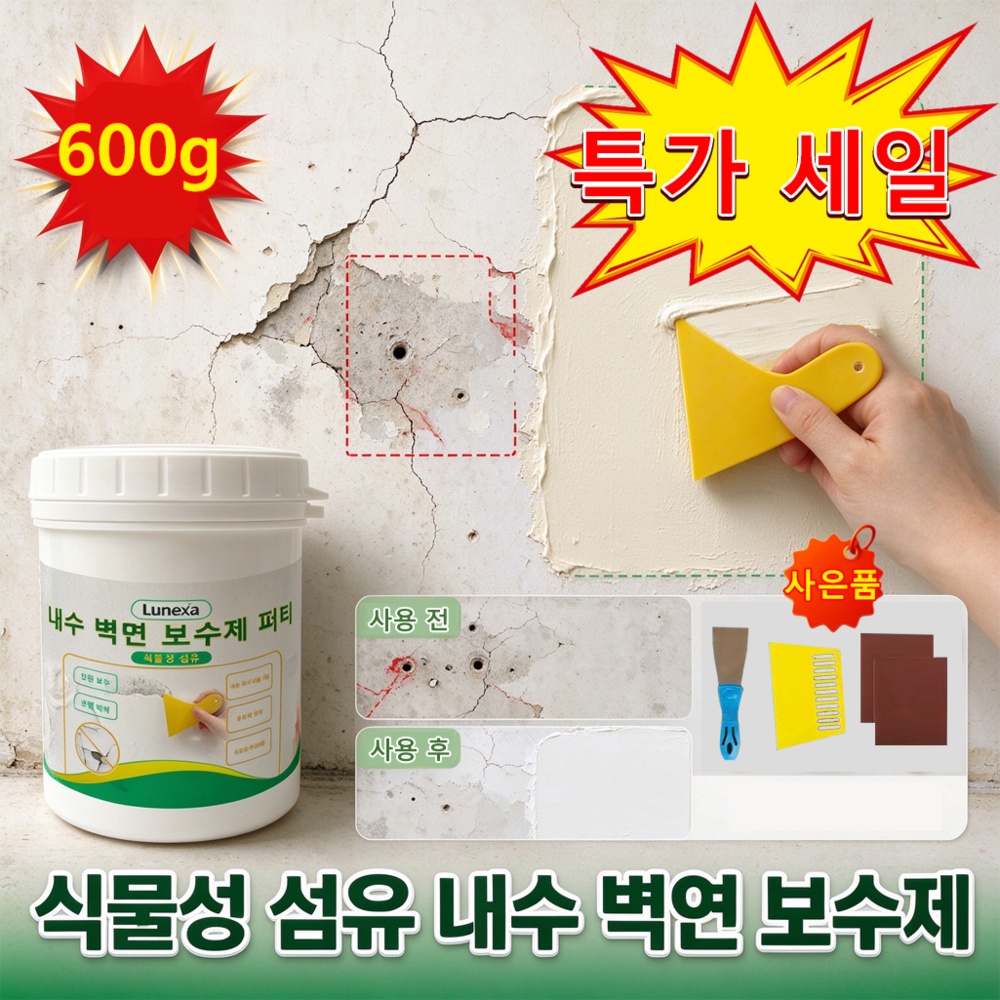 600g
특가 세일
Lunexa
내수 벽면 보수제 퍼티
식물성 섬유
사은품
사용 전
사용 후
식물성 섬유 내수 벽연 보수제